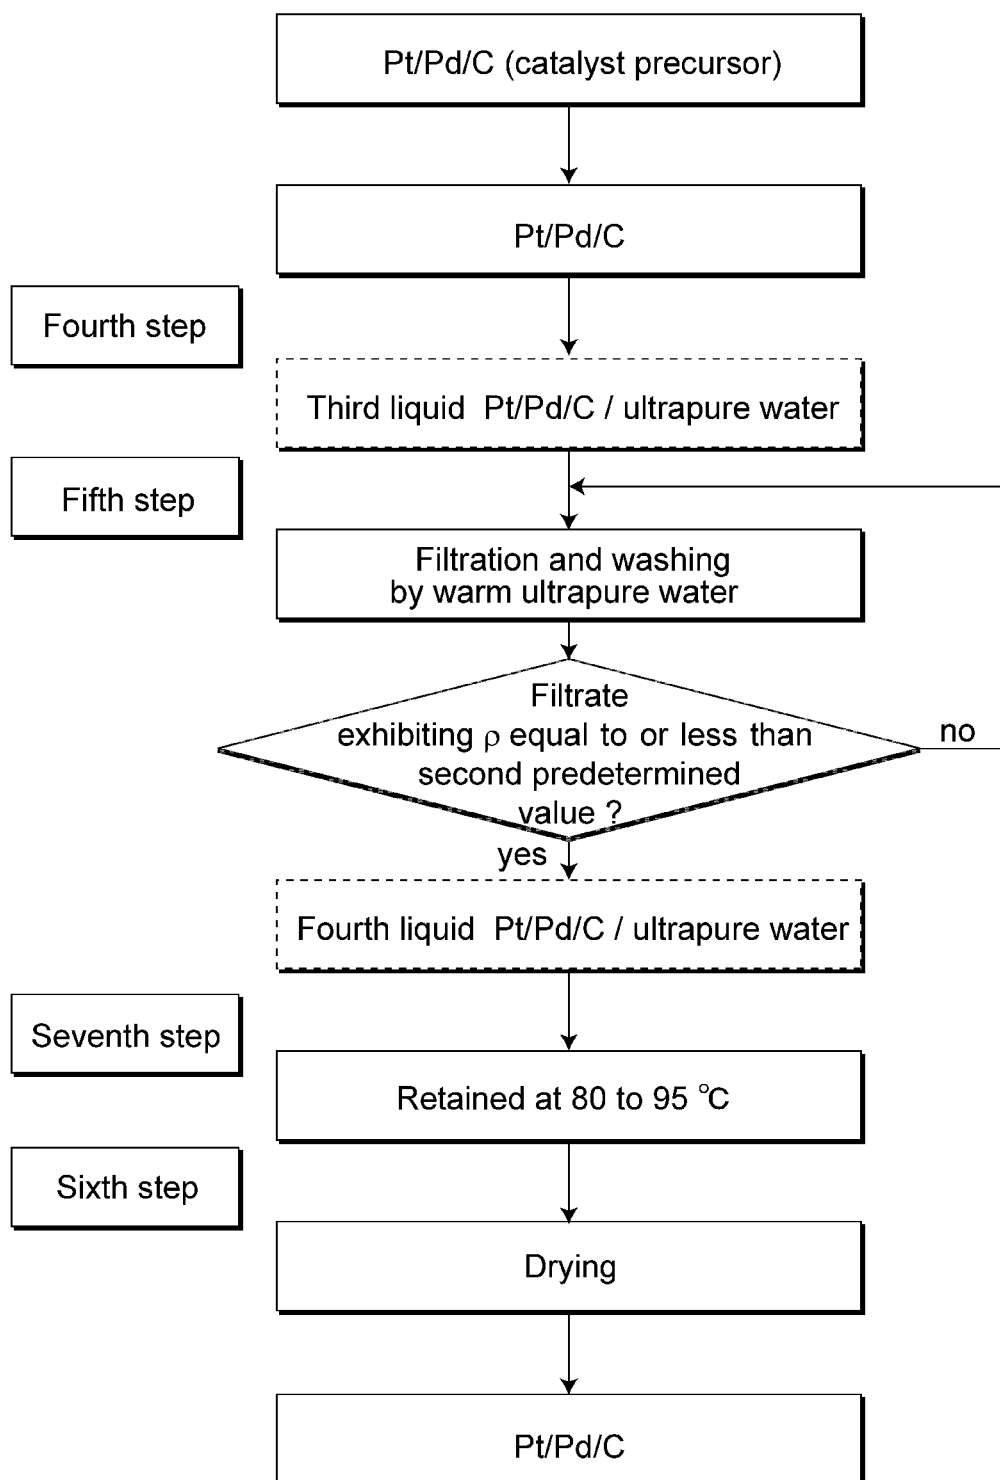 Pt/Pd/C (catalyst precursor)
Pt/Pd/C
Fourth step
Third liquid Pt/Pd/C / ultrapure water
Fifth step
Filtration and washing
by warm ultrapure water
Filtrate
exhibiting ρ equal to or less than
second predetermined
value ?
no
yes
Fourth liquid Pt/Pd/C / ultrapure water
Seventh step
Retained at 80 to 95 ℃
Sixth step
Drying
Pt/Pd/C